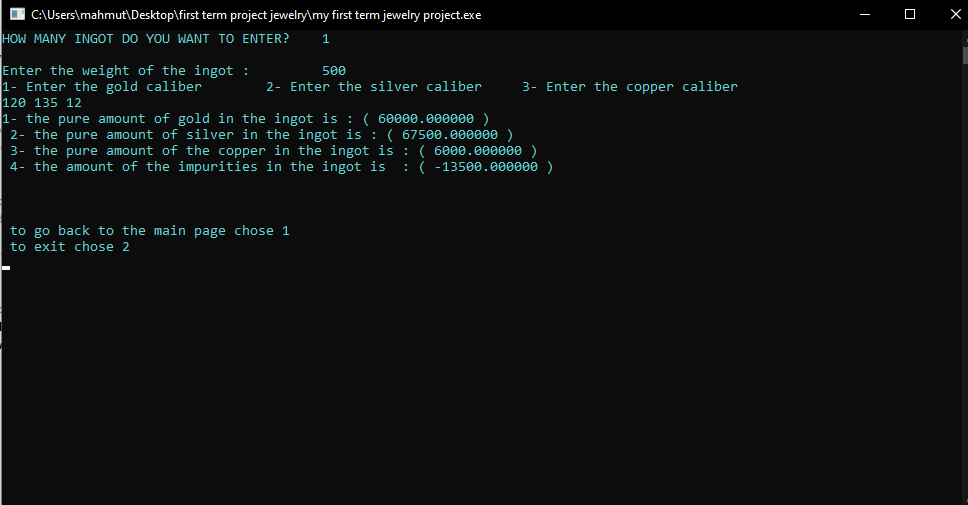 C:\Users\mahmut\Desktop\first term project jewelry\my first term jewelry project.exe
HOW MANY INGOT DO YOU WANT TO ENTER?    1
Enter the weight of the ingot :         500
1- Enter the gold caliber        2- Enter the silver caliber     3- Enter the copper caliber
120 135 12
1- the pure amount of gold in the ingot is : ( 60000.000000 )
2- the pure amount of silver in the ingot is : ( 67500.000000 )
3- the pure amount of the copper in the ingot is : ( 6000.000000 )
4- the amount of the impurities in the ingot is  : ( -13500.000000 )
to go back to the main page chose 1
to exit chose 2